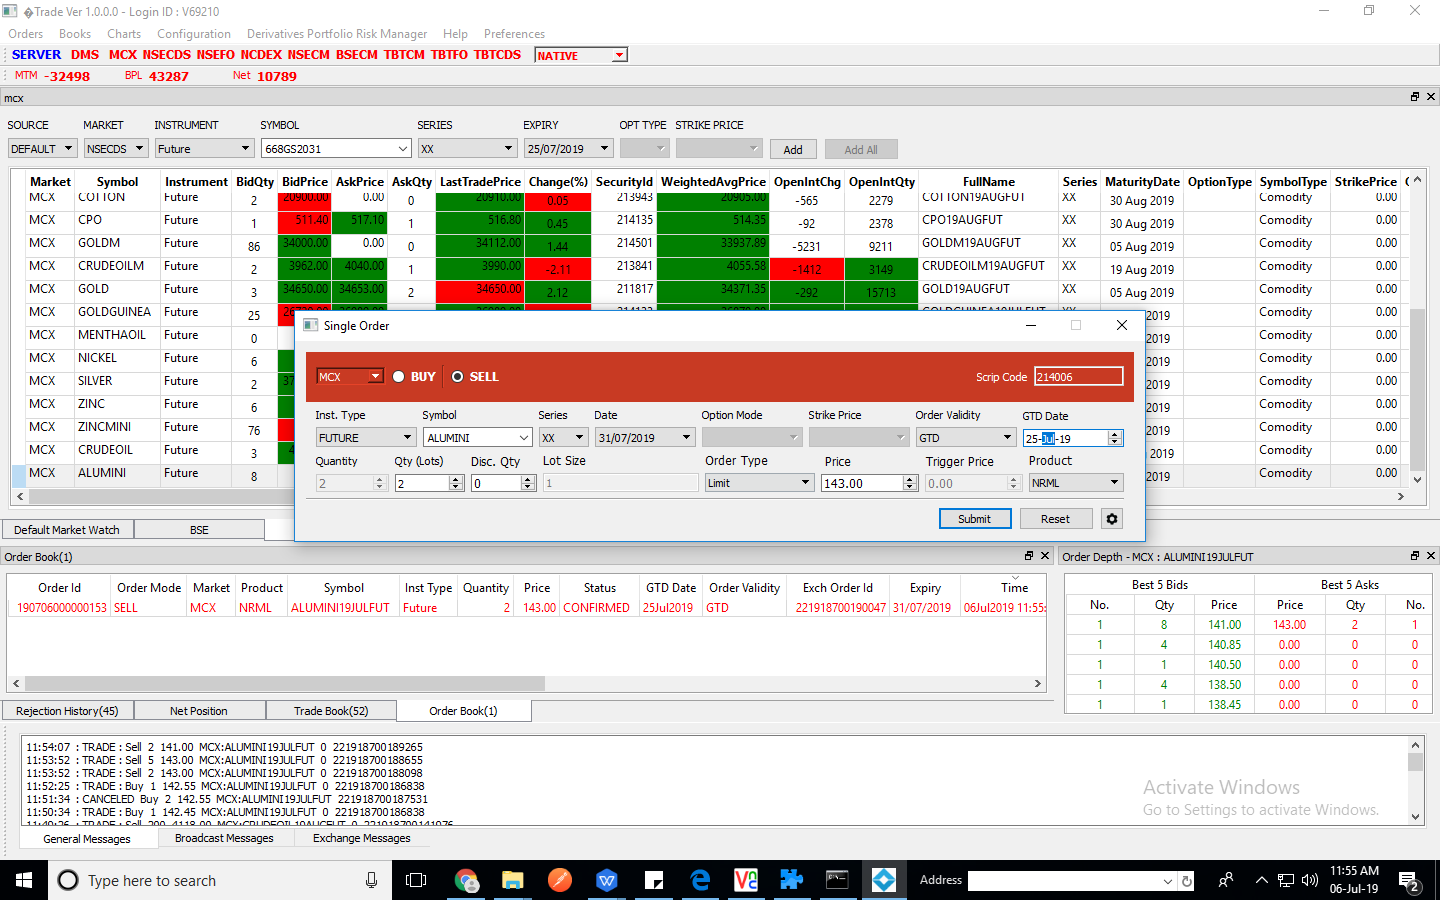 �Trade Ver 1.0.0.0 - Login ID : V69210
Orders Books Charts Configuration Derivatives Portfolio Risk Manager Help Preferences
SERVER DMS MCX NSECDS NSEFO NCDEX NSECM BSECM TBTCM TBTFO TBTCDS NATIVE
MTM -32498 BPL 43287 Net 10789
mcx
SOURCE MARKET INSTRUMENT SYMBOL SERIES EXPIRY OPT TYPE STRIKE PRICE
DEFAULT NSECDS Future 668GS2031 XX 25/07/2019 Add Add All
Market Symbol Instrument BidQty BidPrice AskPrice AskQty LastTradePrice Change(%) SecurityId WeightedAvgPrice OpenIntChg OpenIntQty FullName Series MaturityDate OptionType SymbolType StrikePrice
MCX COTTON Future 2 20900.00 0.00 0 20910.00 0.05 213943 20905.00 -565 2279 COTTON19AUGFUT XX 30 Aug 2019 Comodity 0.00
MCX CPO Future 1 511.40 517.10 1 516.80 0.45 214135 514.35 -92 2378 CPO19AUGFUT XX 30 Aug 2019 Comodity 0.00
MCX GOLDM Future 86 34000.00 0.00 0 34112.00 1.44 214501 33937.89 -5231 9211 GOLDM19AUGFUT XX 05 Aug 2019 Comodity 0.00
MCX CRUDEOILM Future 2 3962.00 4040.00 1 3990.00 -2.11 213841 4055.58 -1412 3149 CRUDEOILM19AUGFUT XX 19 Aug 2019 Comodity 0.00
MCX GOLD Future 3 34650.00 34653.00 2 34650.00 2.12 211817 34371.35 -292 15713 GOLD19AUGFUT XX 05 Aug 2019 Comodity 0.00
MCX GOLDGUINEA Future 25 2019 Comodity 0.00
MCX MENTHAOIL Future 0 2019 Comodity 0.00
MCX NICKEL Future 6 2019 Comodity 0.00
MCX SILVER Future 2 2019 Comodity 0.00
MCX ZINC Future 6 2019 Comodity 0.00
MCX ZINCMINI Future 76 2019 Comodity 0.00
MCX CRUDEOIL Future 3 2019 Comodity 0.00
MCX ALUMINI Future 8 2019 Comodity 0.00
Single Order
MCX BUY SELL Scrip Code 214006
Inst. Type Symbol Series Date Option Mode Strike Price Order Validity GTD Date
FUTURE ALUMINI XX 31/07/2019 GTD 25-Jul-19
Quantity Qty (Lots) Disc. Qty Lot Size Order Type Price Trigger Price Product
2 2 0 1 Limit 143.00 0.00 NRML
Submit Reset
Default Market Watch BSE
Order Book(1)
Order Id Order Mode Market Product Symbol Inst Type Quantity Price Status GTD Date Order Validity Exch Order Id Expiry Time
190706000000153 SELL MCX NRML ALUMINI19JULFUT Future 2 143.00 CONFIRMED 25Jul2019 GTD 221918700190047 31/07/2019 06Jul2019 11:55:
Rejection History(45) Net Position Trade Book(52) Order Book(1)
Order Depth - MCX : ALUMINI19JULFUT
Best 5 Bids Best 5 Asks
No. Qty Price Price Qty No.
1 8 141.00 143.00 2 1
1 4 140.85 0.00 0 0
1 1 140.50 0.00 0 0
1 4 138.50 0.00 0 0
1 1 138.45 0.00 0 0
11:54:07 : TRADE : Sell 2 141.00 MCX:ALUMINI19JULFUT 0 221918700189265
11:53:52 : TRADE : Sell 5 143.00 MCX:ALUMINI19JULFUT 0 221918700188655
11:53:52 : TRADE : Sell 2 143.00 MCX:ALUMINI19JULFUT 0 221918700188098
11:52:25 : TRADE : Buy 1 142.55 MCX:ALUMINI19JULFUT 0 221918700186838
11:51:34 : CANCELED Buy 2 142.55 MCX:ALUMINI19JULFUT 221918700187531
11:50:34 : TRADE : Buy 1 142.45 MCX:ALUMINI19JULFUT 0 221918700186838
11:49:26 : TRADE : Sell 200 4118.00 MCX:CRUDEOIL19AUGFUT 0 221918700141076
General Messages Broadcast Messages Exchange Messages
Activate Windows
Go to Settings to activate Windows.
Type here to search Address 11:55 AM
06-Jul-19 2